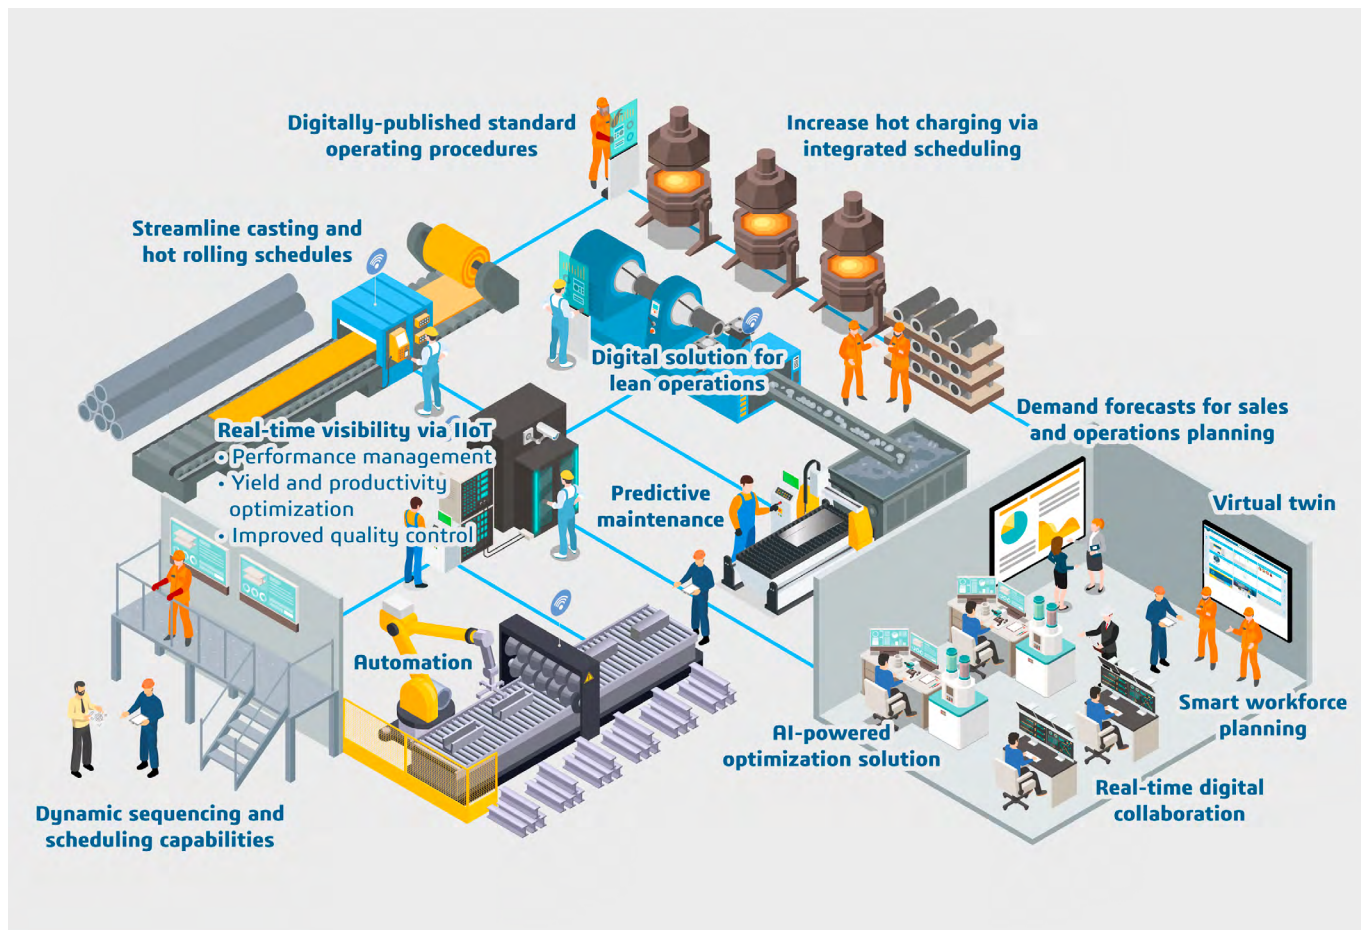 Digitally-published standard
operating procedures
Increase hot charging via
integrated scheduling
Streamline casting and
hot rolling schedules
Digital solution for
lean operations
Demand forecasts for sales
and operations planning
Real-time visibility via IIoT
• Performance management
• Yield and productivity
optimization
• Improved quality control
Predictive
maintenance
Virtual twin
Automation
Smart workforce
planning
AI-powered
optimization solution
Real-time digital
collaboration
Dynamic sequencing and
scheduling capabilities